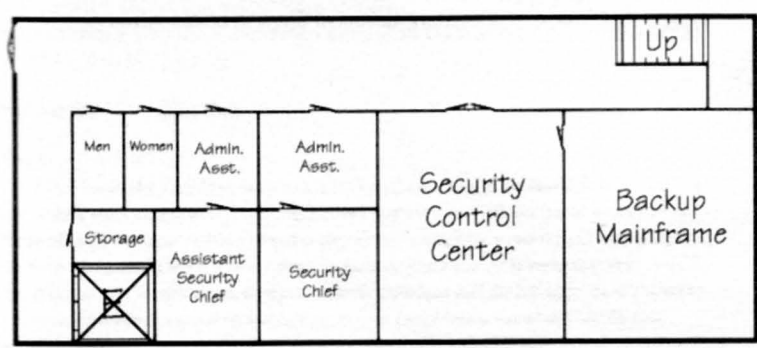 Up
Men
Women
Admin.
Asst.
Admin.
Asst.
Security
Control
Center
Backup
Mainframe
Storage
Assistant
Security
Chief
Security
Chief